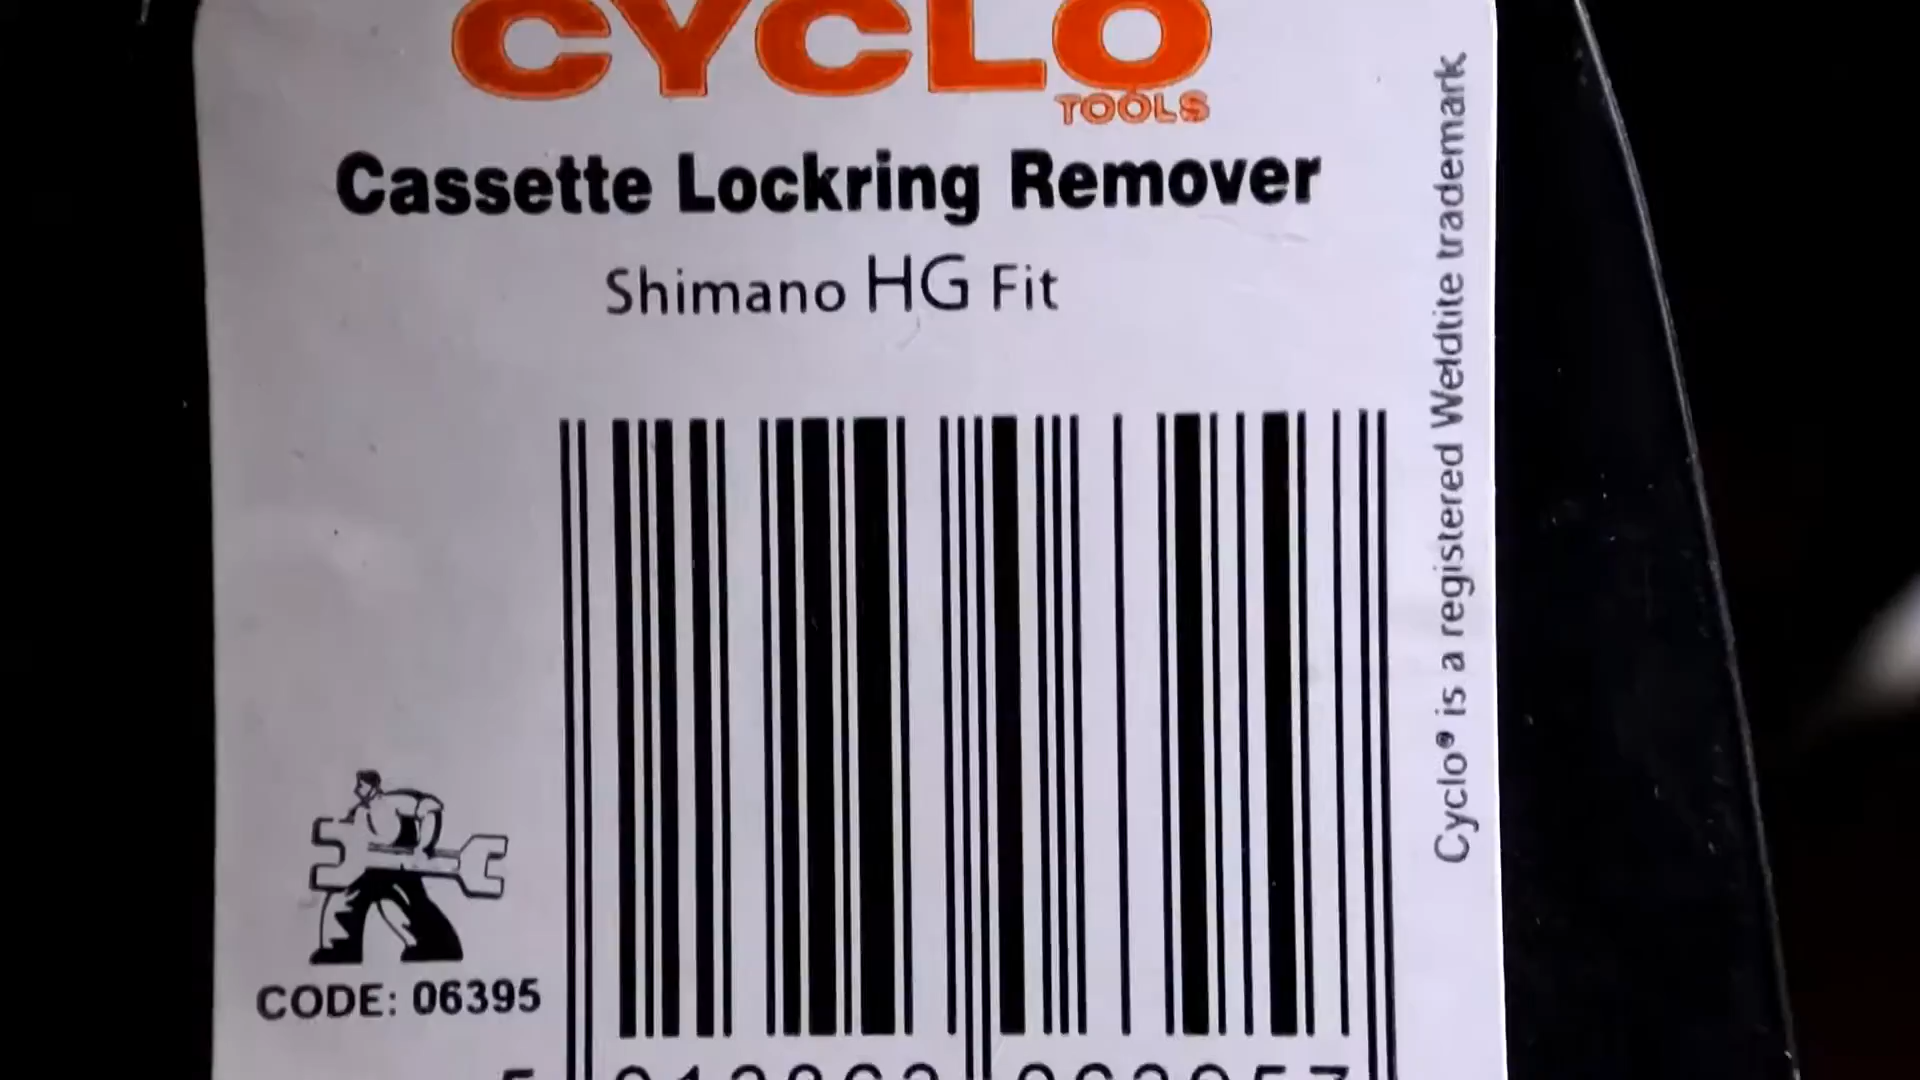 CYCLO
TOOLS
Cassette Lockring Remover
Shimano HG Fit
Cyclo® is a registered Weldtite trademark
CODE: 06395